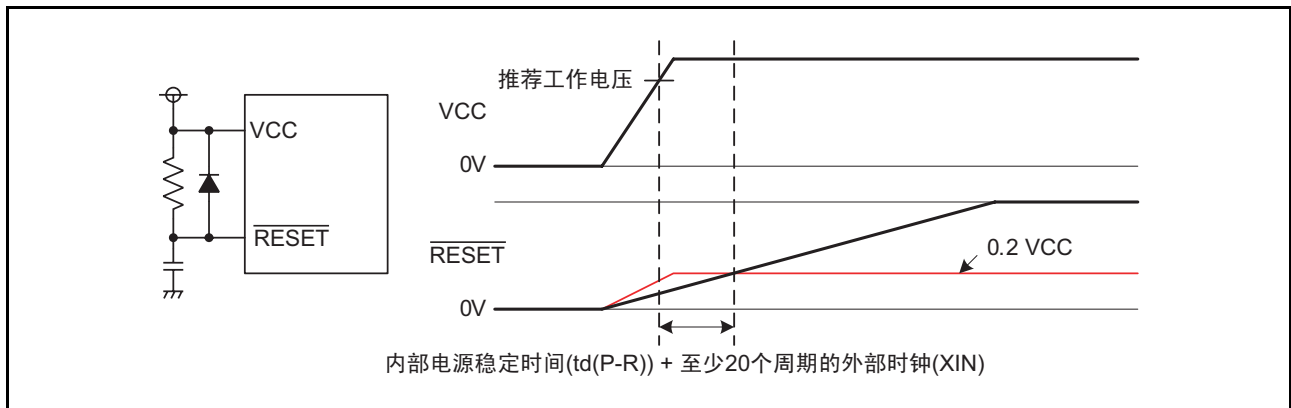 VCC
RESET
推荐工作电压
VCC
0V
RESET
0.2 VCC
0V
内部电源稳定时间(td(P-R)) + 至少20个周期的外部时钟(XIN)